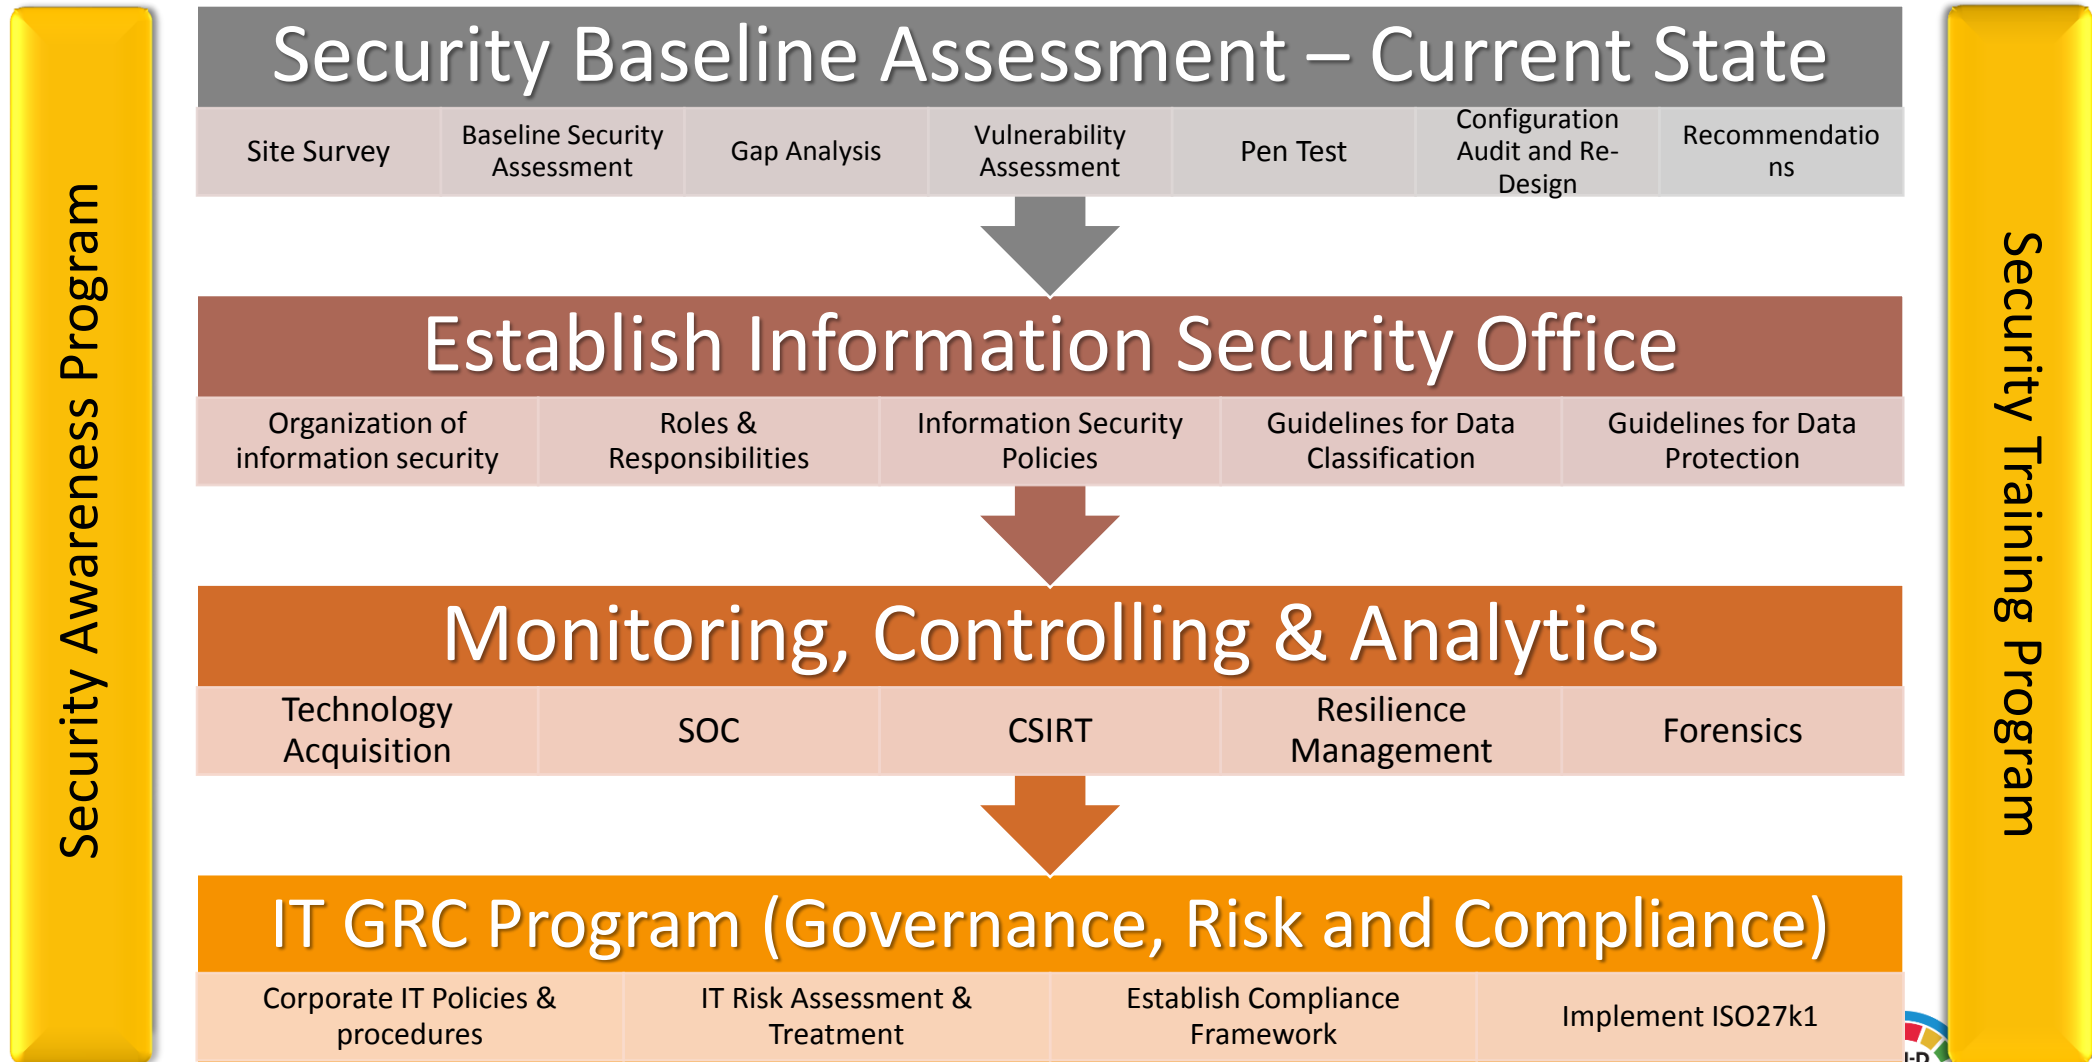 Security Awareness Program
Security Baseline Assessment – Current State
Site Survey
Baseline Security
Assessment
Gap Analysis
Vulnerability
Assessment
Pen Test
Configuration
Audit and Re-
Design
Recommendatio
ns
Establish Information Security Office
Organization of
information security
Roles &
Responsibilities
Information Security
Policies
Guidelines for Data
Classification
Guidelines for Data
Protection
Monitoring, Controlling & Analytics
Technology
Acquisition
SOC
CSIRT
Resilience
Management
Forensics
IT GRC Program (Governance, Risk and Compliance)
Corporate IT Policies &
procedures
IT Risk Assessment &
Treatment
Establish Compliance
Framework
Implement ISO27k1
Security Training Program